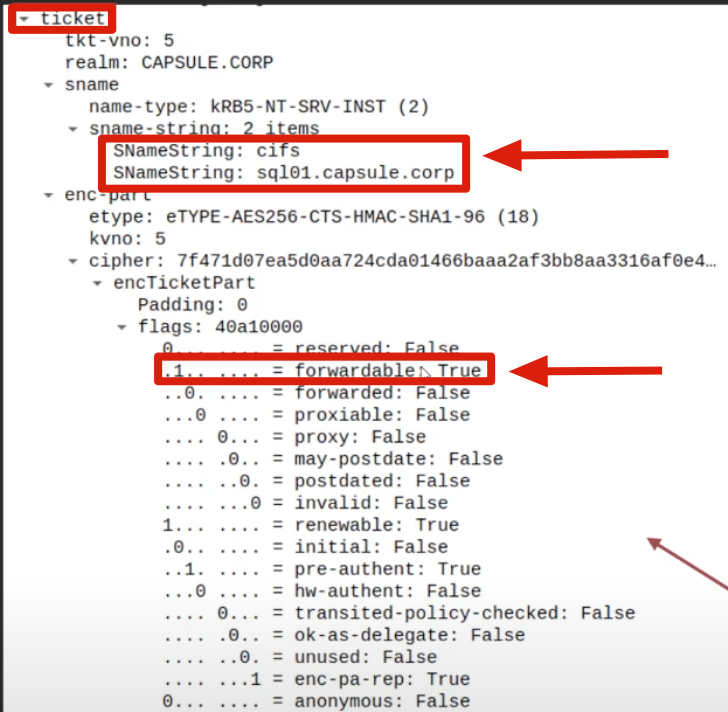 ticket
tkt-vno: 5
realm: CAPSULE.CORP
sname
name-type: kRB5-NT-SRV-INST (2)
sname-string: 2 items
SNameString: cifs
SNameString: sql01.capsule.corp
enc-part
etype: eTYPE-AES256-CTS-HMAC-SHA1-96 (18)
kvno: 5
cipher: 7f471d07ea5d0aa724cda01466baaa2af3bb8aa3316af0e4…
encTicketPart
Padding: 0
flags: 40a10000
0... .... = reserved: False
.1.. .... = forwardable: True
..0. .... = forwarded: False
...0 .... = proxiable: False
.... 0... = proxy: False
.... .0.. = may-postdate: False
.... ..0. = postdated: False
.... ...0 = invalid: False
1... .... = renewable: True
.0.. .... = initial: False
..1. .... = pre-authent: True
...0 .... = hw-authent: False
.... 0... = transited-policy-checked: False
.... .0.. = ok-as-delegate: False
.... ..0. = unused: False
.... ...1 = enc-pa-rep: True
0... .... = anonymous: False